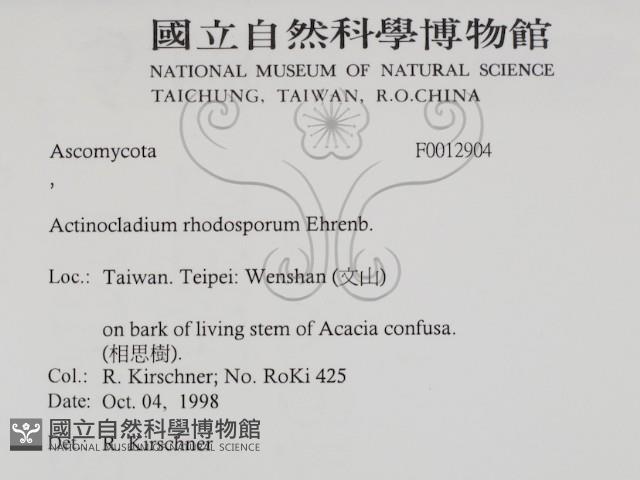 國立自然科學博物館
NATIONAL MUSEUM OF NATURAL SCIENCE
TAICHUNG, TAIWAN, R.O.CHINA
Ascomycota F0012904
,
Actinocladium rhodosporum Ehrenb.
Loc.: Taiwan. Teipei: Wenshan (文山)
on bark of living stem of Acacia confusa.
(相思樹).
Col.: R. Kirschner; No. RoKi 425
Date: Oct. 04, 1998
Det.: R. Kirschner
國立自然科學博物館
NATIONAL MUSEUM OF NATURAL SCIENCE